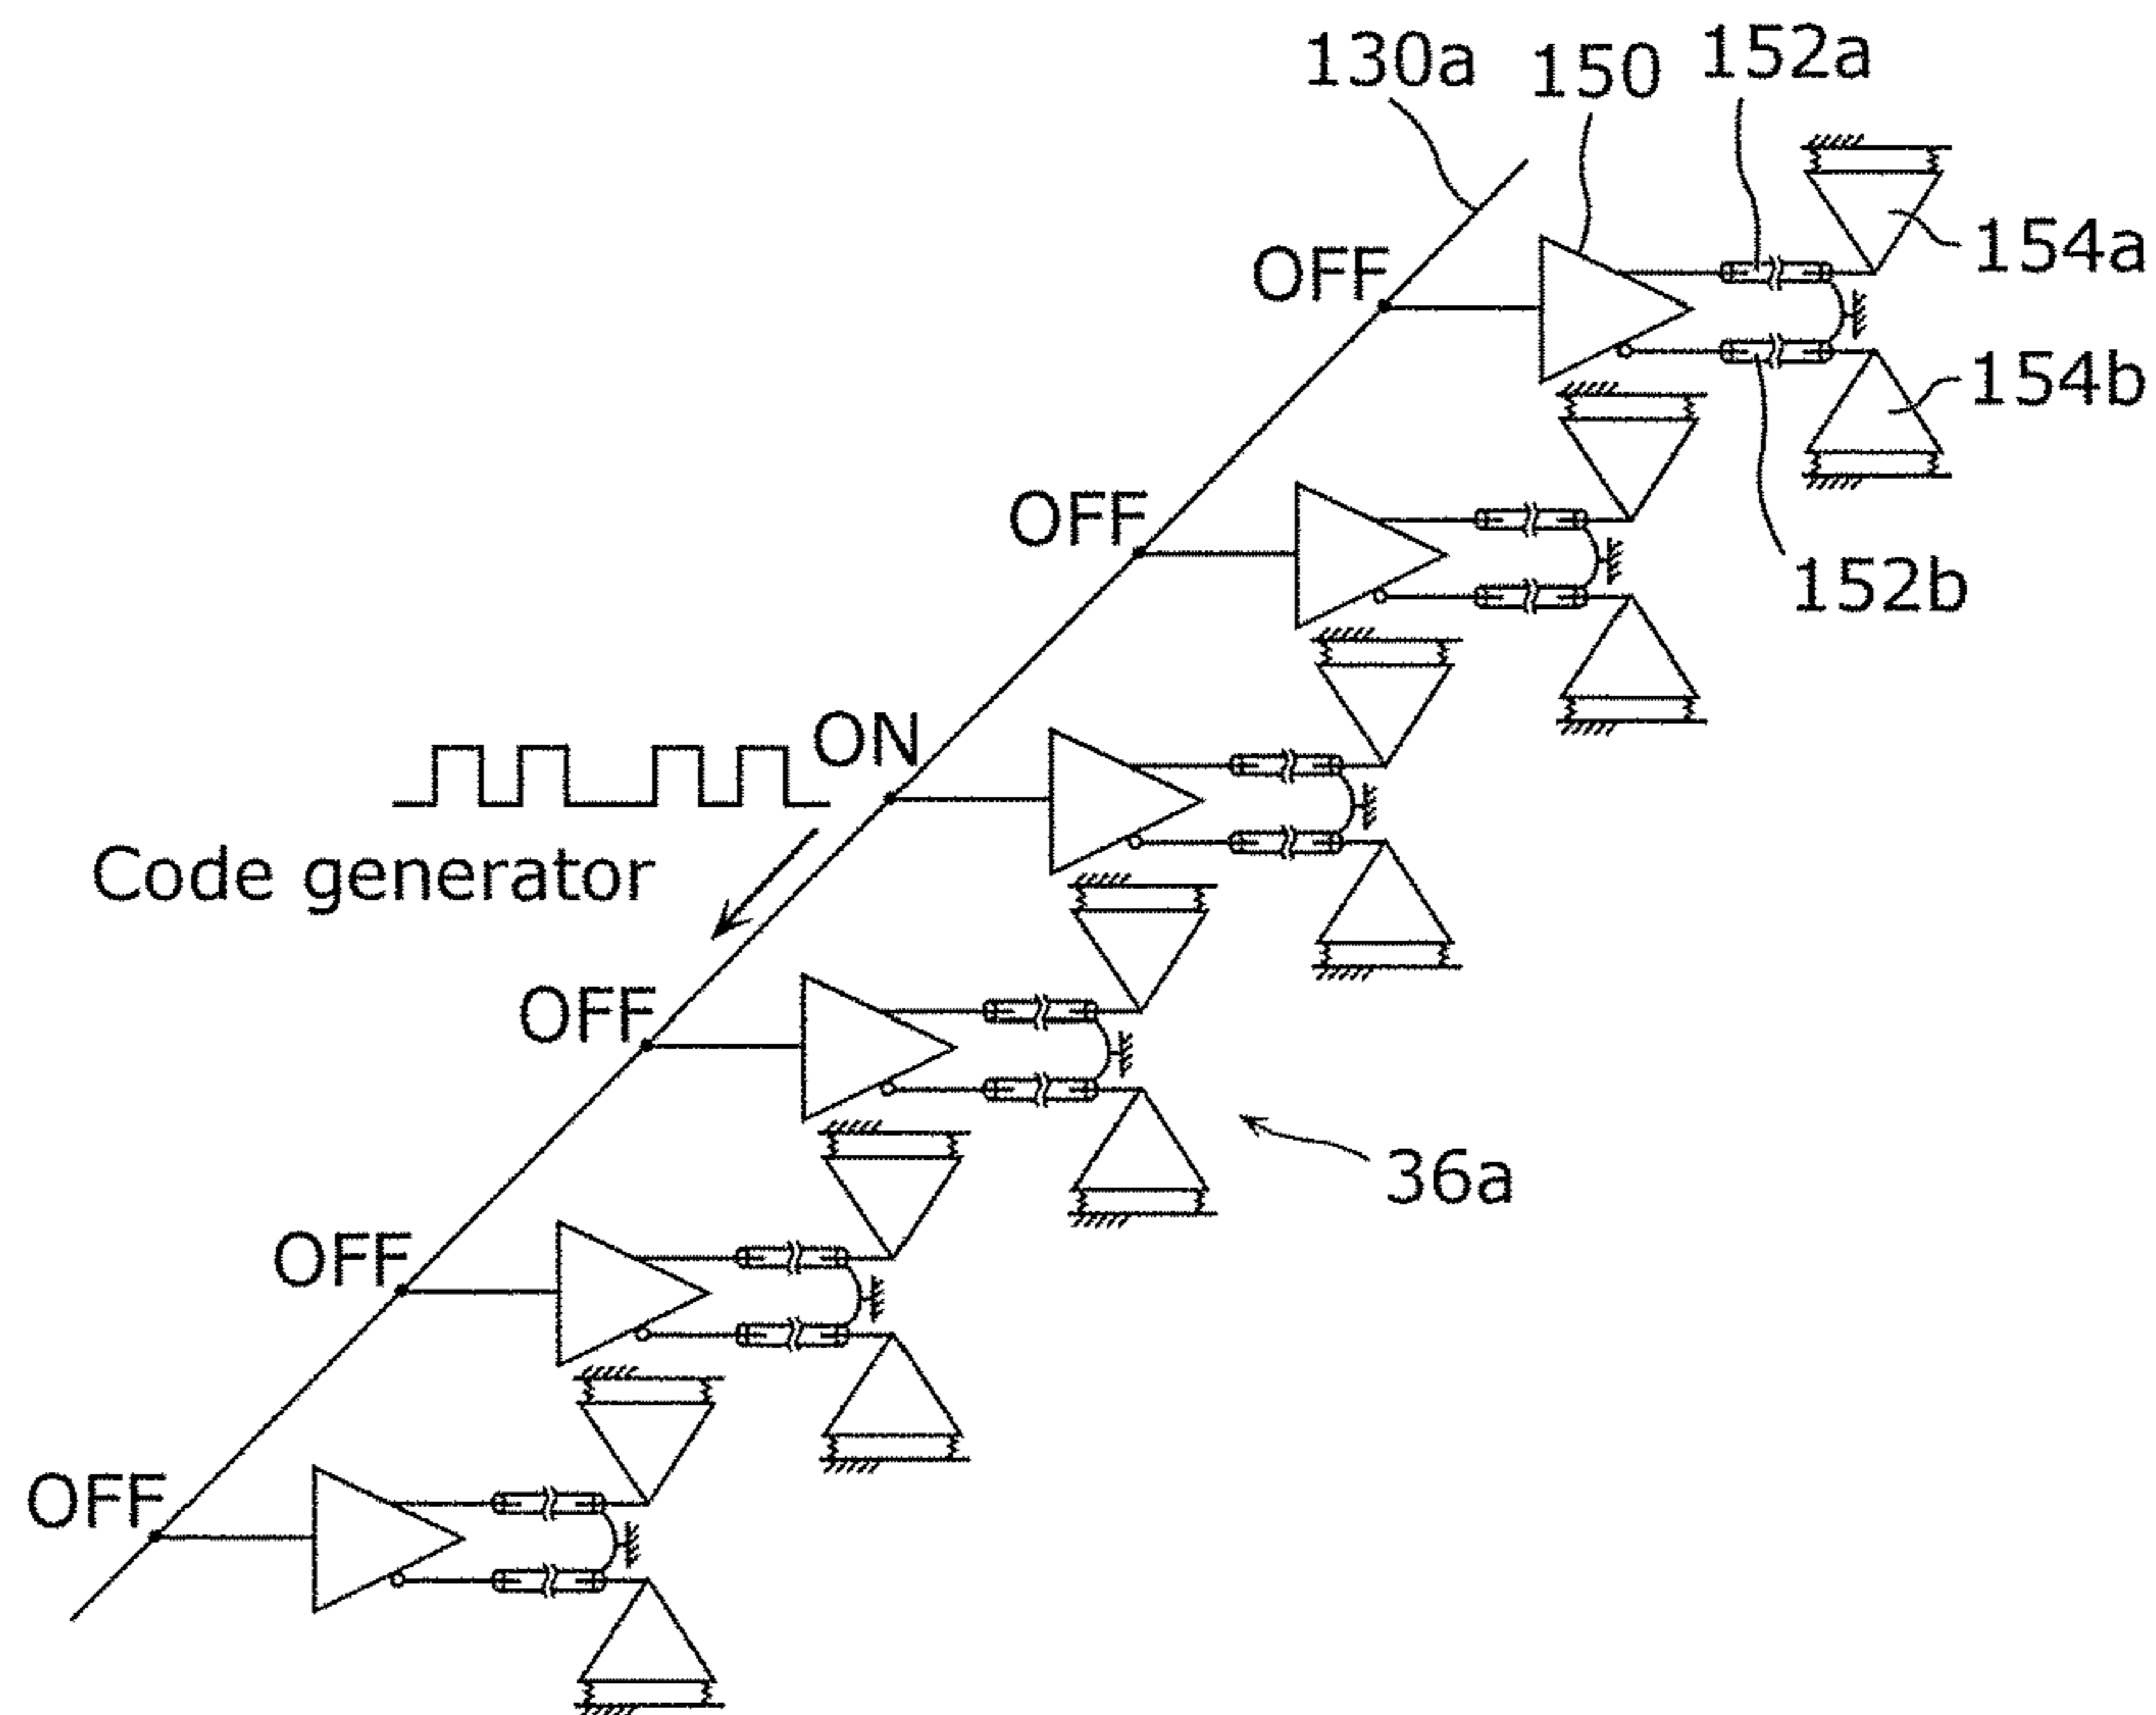 130a 150 152a
OFF
154a
154b
OFF
152b
ON
Code generator
OFF
36a
OFF
OFF